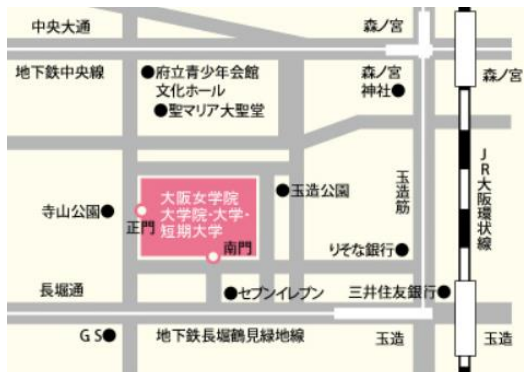 中央大通
森ノ宮
地下鉄中央線
府立青少年会館
文化ホール
聖マリア大聖堂
森ノ宮
神社
森ノ宮
JR大阪環状線
大阪女学院
大学院・大学・
短期大学
玉造公園
玉造筋
寺山公園
正門
南門
りそな銀行
長堀通
セブンイレブン
三井住友銀行
GS
地下鉄長堀鶴見緑地線
玉造
玉造